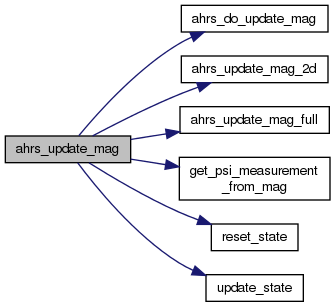 ahrs_do_update_mag
ahrs_update_mag_2d
ahrs_update_mag_full
ahrs_update_mag
get_psi_measurement
_from_mag
reset_state
update_state